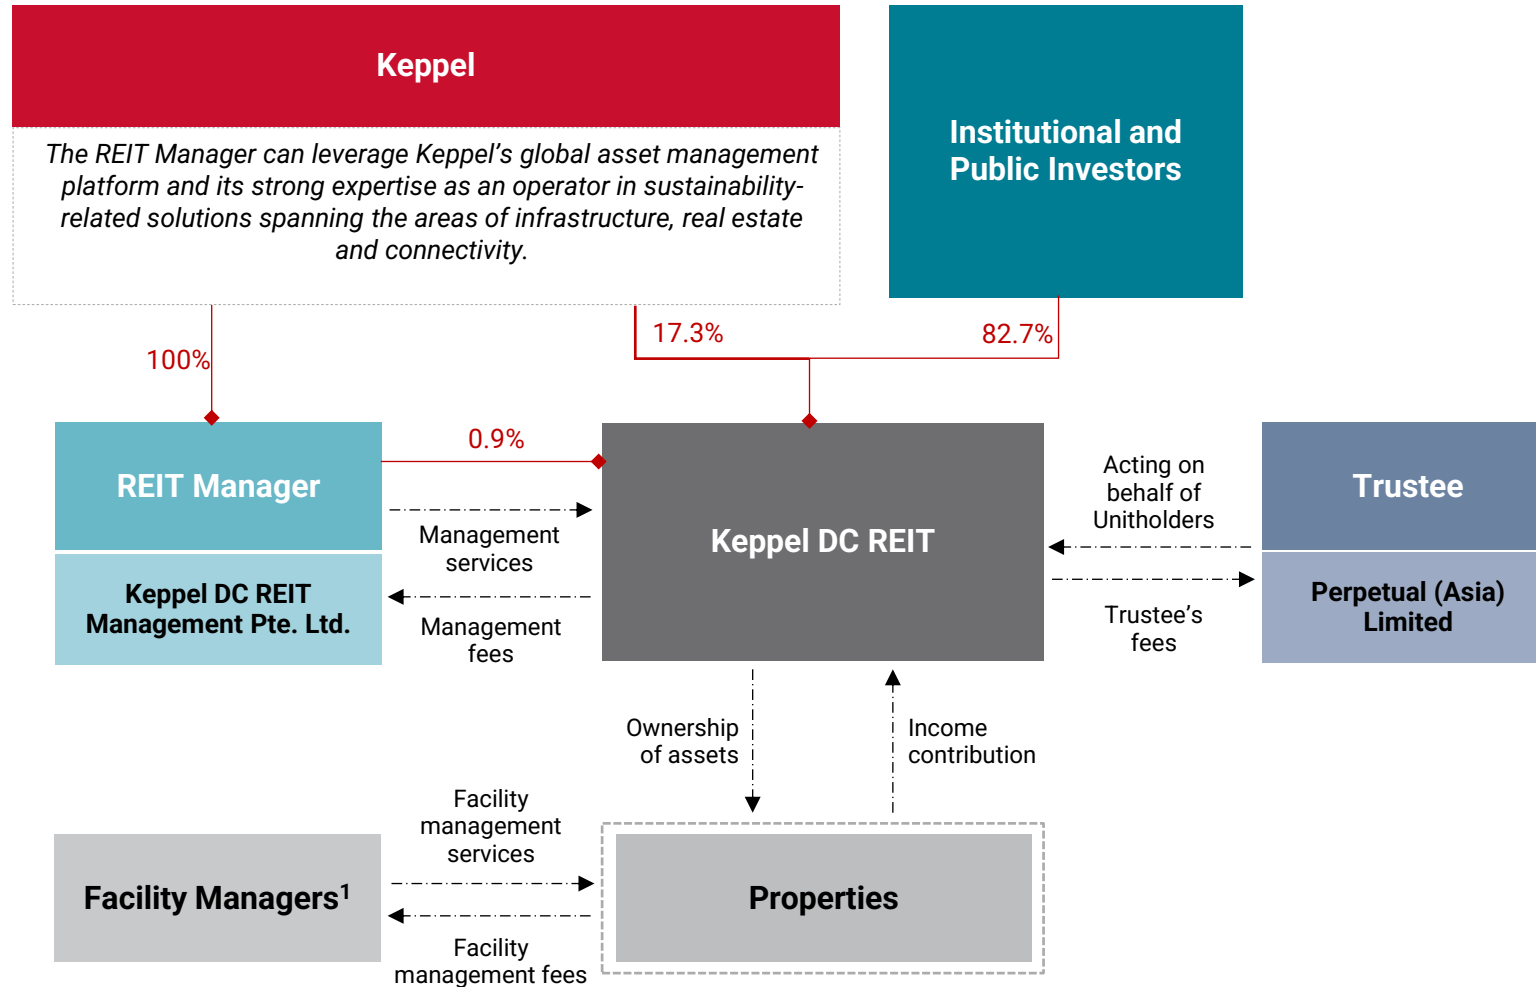 Keppel
The REIT Manager can leverage Keppel’s global asset management
platform and its strong expertise as an operator in sustainability-
related solutions spanning the areas of infrastructure, real estate
and connectivity.
Institutional and
Public Investors
100%
17.3%
82.7%
REIT Manager
Keppel DC REIT
Management Pte. Ltd.
0.9%
Management
services
Management
fees
Keppel DC REIT
Acting on
behalf of
Unitholders
Trustee’s
fees
Trustee
Perpetual (Asia)
Limited
Ownership
of assets
Income
contribution
Facility Managers¹
Facility
management
services
Facility
management fees
Properties